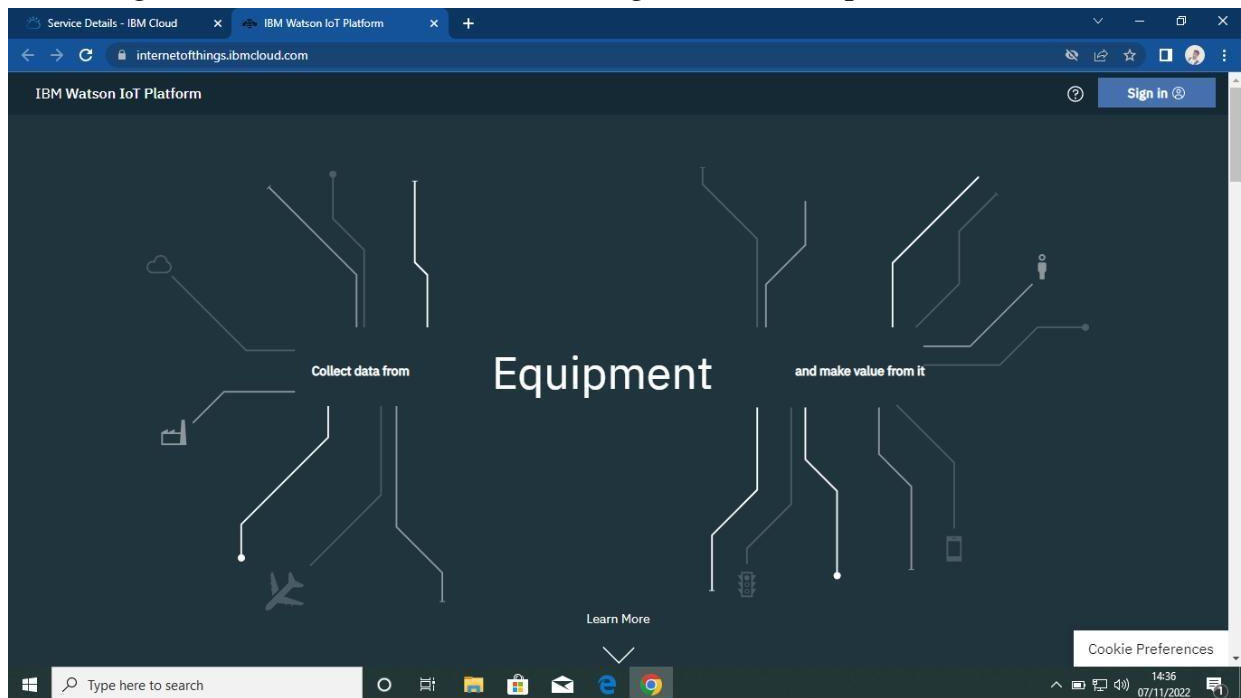 Service Details - IBM Cloud
IBM Watson IoT Platform
internetofthings.ibmcloud.com
IBM Watson IoT Platform
Sign in
Collect data from
Equipment
and make value from it
Learn More
Cookie Preferences
Type here to search
14:36
07/11/2022
1